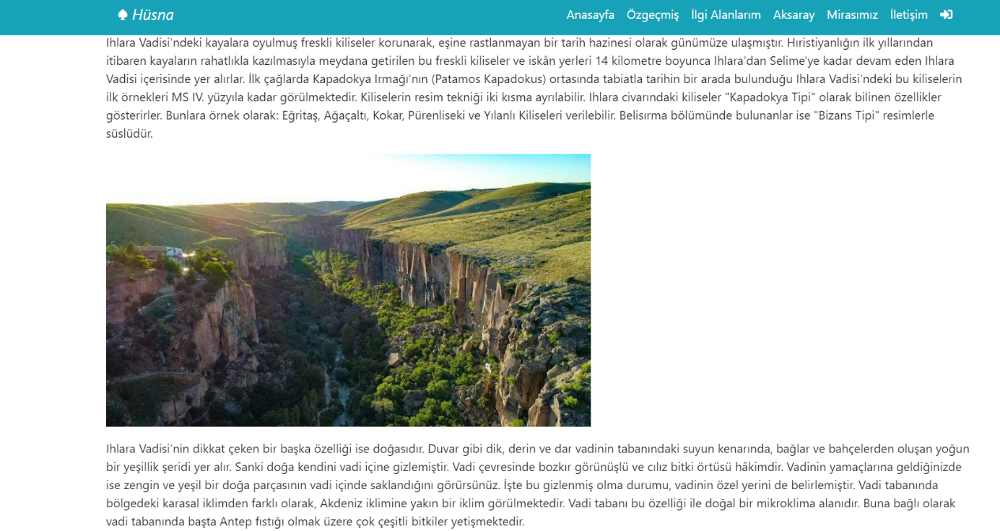 Hüsna
Anasayfa Özgeçmiş İlgi Alanlarım Aksaray Mirasımız İletişim
Ihlara Vadisi'ndeki kayalara oyulmuş freskli kiliseler korunarak, eşine rastlanmayan bir tarih hazinesi olarak günümüze ulaşmıştır. Hıristiyanlığın ilk yıllarından
itibaren kayaların rahatlıkla kazılmasıyla meydana getirilen bu freskli kiliseler ve iskân yerleri 14 kilometre boyunca Ihlara'dan Selime'ye kadar devam eden Ihlara
Vadisi içerisinde yer alırlar. İlk çağlarda Kapadokya Irmağı'nın (Patamos Kapadokus) ortasında tabiatla tarihin bir arada bulunduğu Ihlara Vadisi'ndeki bu kiliselerin
ilk örnekleri MS IV. yüzyıla kadar görülmektedir. Kiliselerin resim tekniği iki kısma ayrılabilir. Ihlara civarındaki kiliseler "Kapadokya Tipi" olarak bilinen özellikler
gösterirler. Bunlara örnek olarak: Eğritaş, Ağaçaltı, Kokar, Pürenliseki ve Yılanlı Kiliseleri verilebilir. Belisırma bölümünde bulunanlar ise "Bizans Tipi" resimlerle
süslüdür.
Ihlara Vadisi'nin dikkat çeken bir başka özelliği ise doğasıdır. Duvar gibi dik, derin ve dar vadinin tabanındaki suyun kenarında, bağlar ve bahçelerden oluşan yoğun
bir yeşillik şeridi yer alır. Sanki doğa kendini vadi içine gizlemiştir. Vadi çevresinde bozkır görünüşlü ve cılız bitki örtüsü hâkimdir. Vadinin yamaçlarına geldiğinizde
ise zengin ve yeşil bir doğa parçasının vadi içinde saklandığını görürsünüz. İşte bu gizlenmiş olma durumu, vadinin özel yerini de belirlemiştir. Vadi tabanında
bölgedeki karasal iklimden farklı olarak, Akdeniz iklimine yakın bir iklim görülmektedir. Vadi tabanı bu özelliği ile doğal bir mikroklima alanıdır. Buna bağlı olarak
vadi tabanında başta Antep fıstığı olmak üzere çok çeşitli bitkiler yetişmektedir.